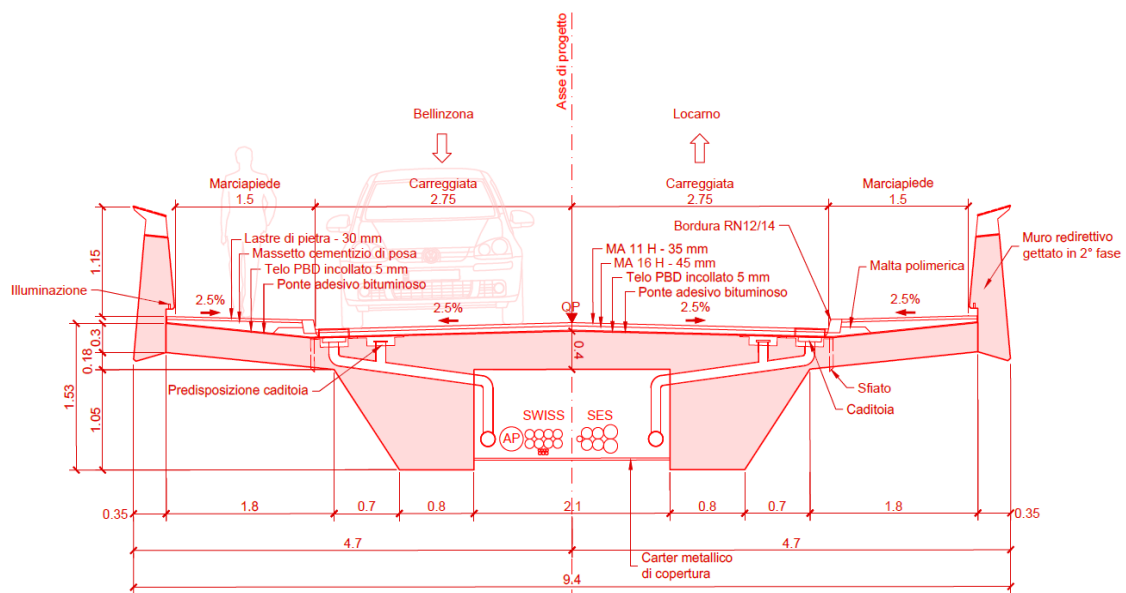 Asse di progetto
Bellinzona
Locarno
Marciapiede
1.5
Carreggiata
2.75
Carreggiata
2.75
Marciapiede
1.5
Bordura RN12/14
Lastre di pietra - 30 mm
Massetto cementizio di posa
Telo PBD incollato 5 mm
Ponte adesivo bituminoso
MA 11 H - 35 mm
MA 16 H - 45 mm
Telo PBD incollato 5 mm
Ponte adesivo bituminoso
Malta polimerica
Muro redirettivo
gettato in 2° fase
Illuminazione
1.15
2.5%
2.5%
QP
2.5%
2.5%
0.3
0.18
1.53
1.05
0.4
Predisposizione caditoia
Sfiato
Caditoia
SWISS
SES
AP
0.35
1.8
0.7
0.8
2.1
0.8
0.7
1.8
0.35
4.7
4.7
Carter metallico
di copertura
9.4